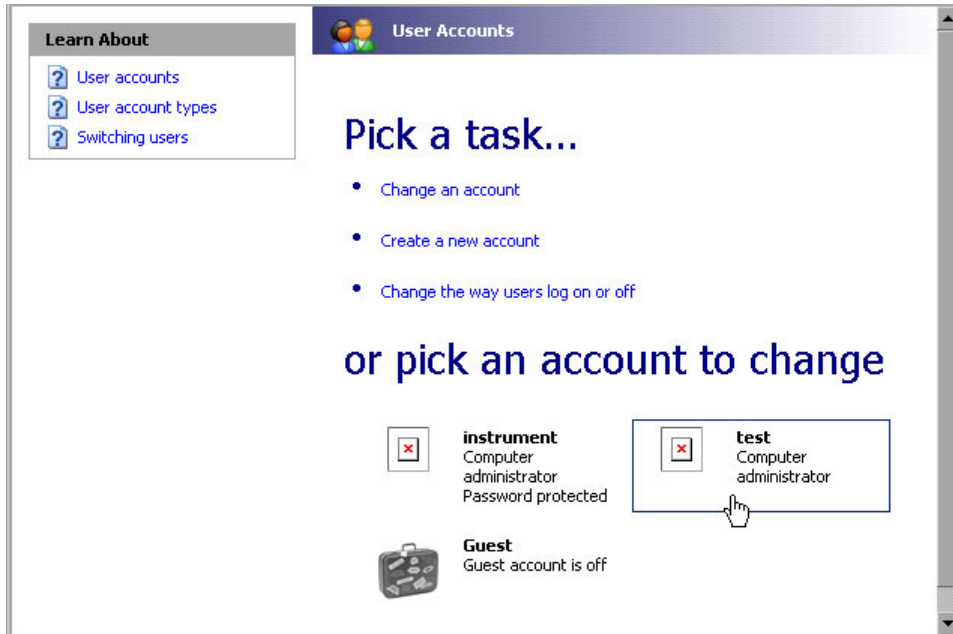 Learn About
User accounts
User account types
Switching users
User Accounts
Pick a task...
Change an account
Create a new account
Change the way users log on or off
or pick an account to change
instrument
Computer
administrator
Password protected
test
Computer
administrator
Guest
Guest account is off